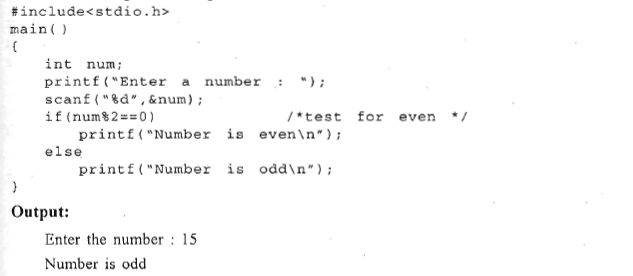 #include<stdio.h>
main( )
{
int num;
printf("Enter a number : ");
scanf("%d",&num);
if(num%2==0) /*test for even */
printf("Number is even\n");
else
printf("Number is odd\n");
}
Output:
Enter the number : 15
Number is odd